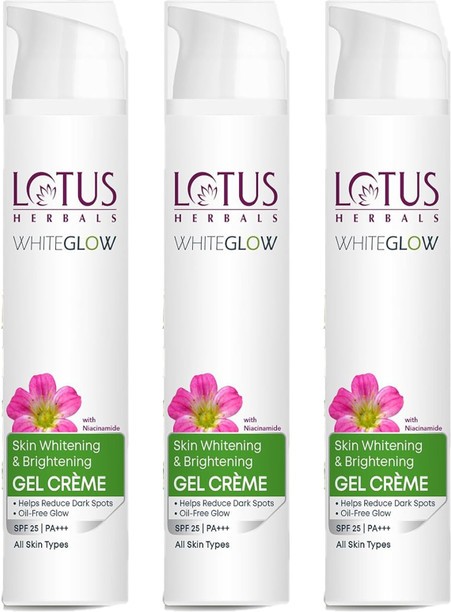 LOTUS
HERBALS
WHITEGLOW
with
Niacinamide
Skin Whitening
& Brightening
GEL CRÈME
• Helps Reduce Dark Spots
• Oil-Free Glow
SPF 25 | PA+++
All Skin Types
LOTUS
HERBALS
WHITEGLOW
with
Niacinamide
Skin Whitening
& Brightening
GEL CRÈME
• Helps Reduce Dark Spots
• Oil-Free Glow
SPF 25 | PA+++
All Skin Types
LOTUS
HERBALS
WHITEGLOW
with
Niacinamide
Skin Whitening
& Brightening
GEL CRÈME
• Helps Reduce Dark Spots
• Oil-Free Glow
SPF 25 | PA+++
All Skin Types